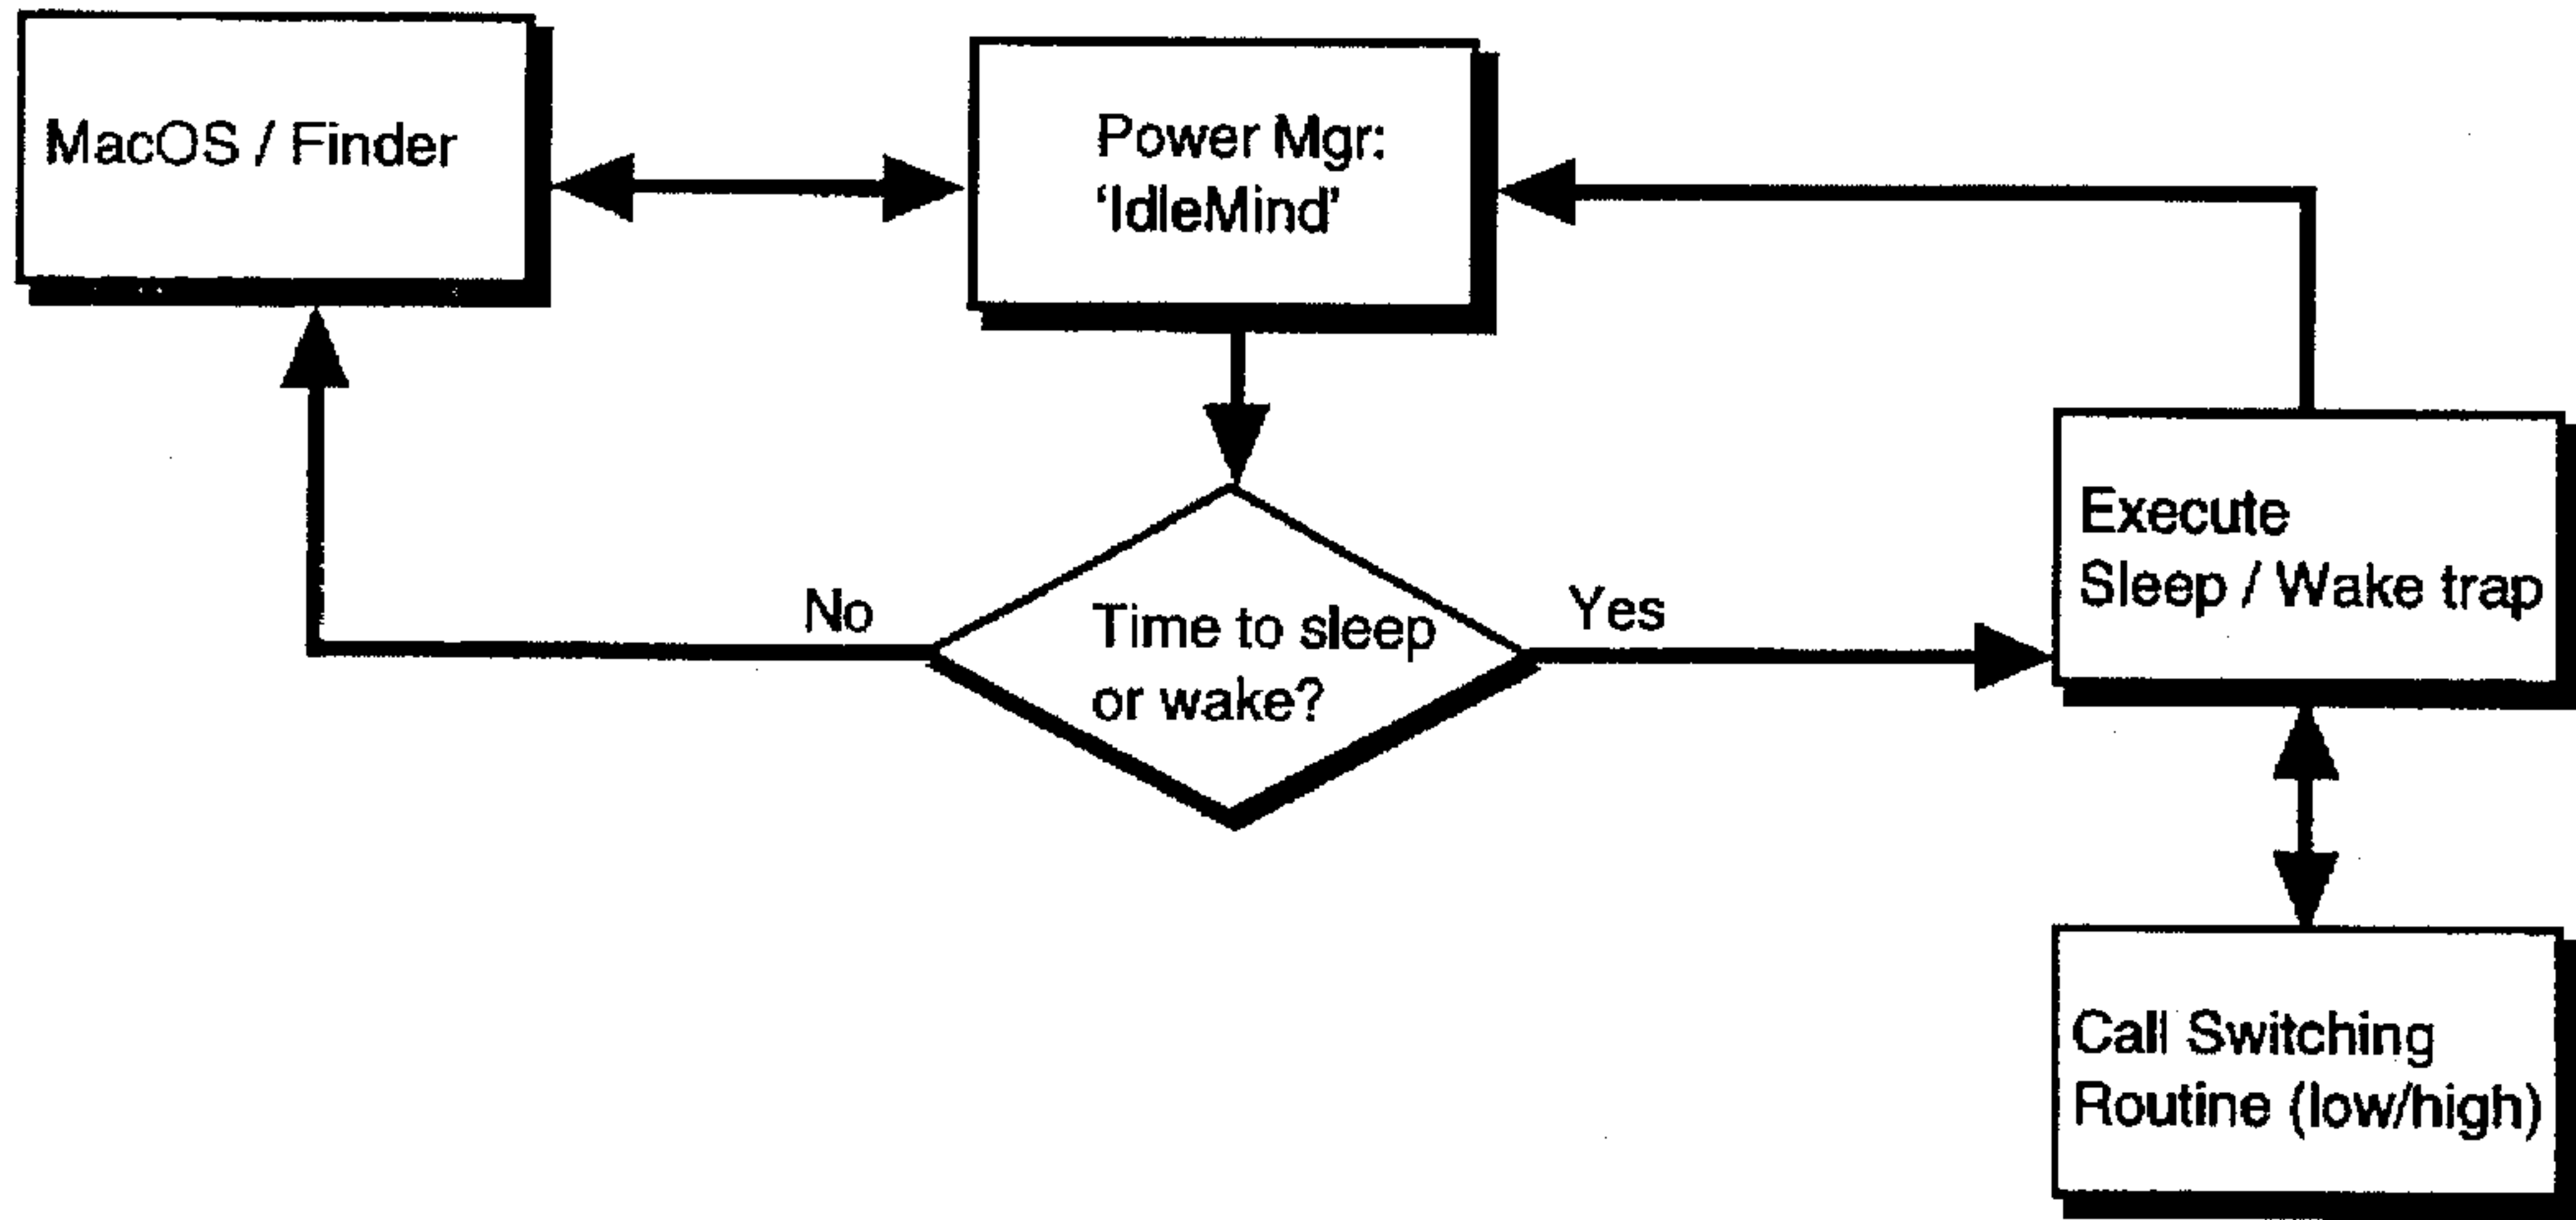 MacOS / Finder
Power Mgr:
‘IdleMind’
No
Time to sleep
or wake?
Yes
Execute
Sleep / Wake trap
Call Switching
Routine (low/high)